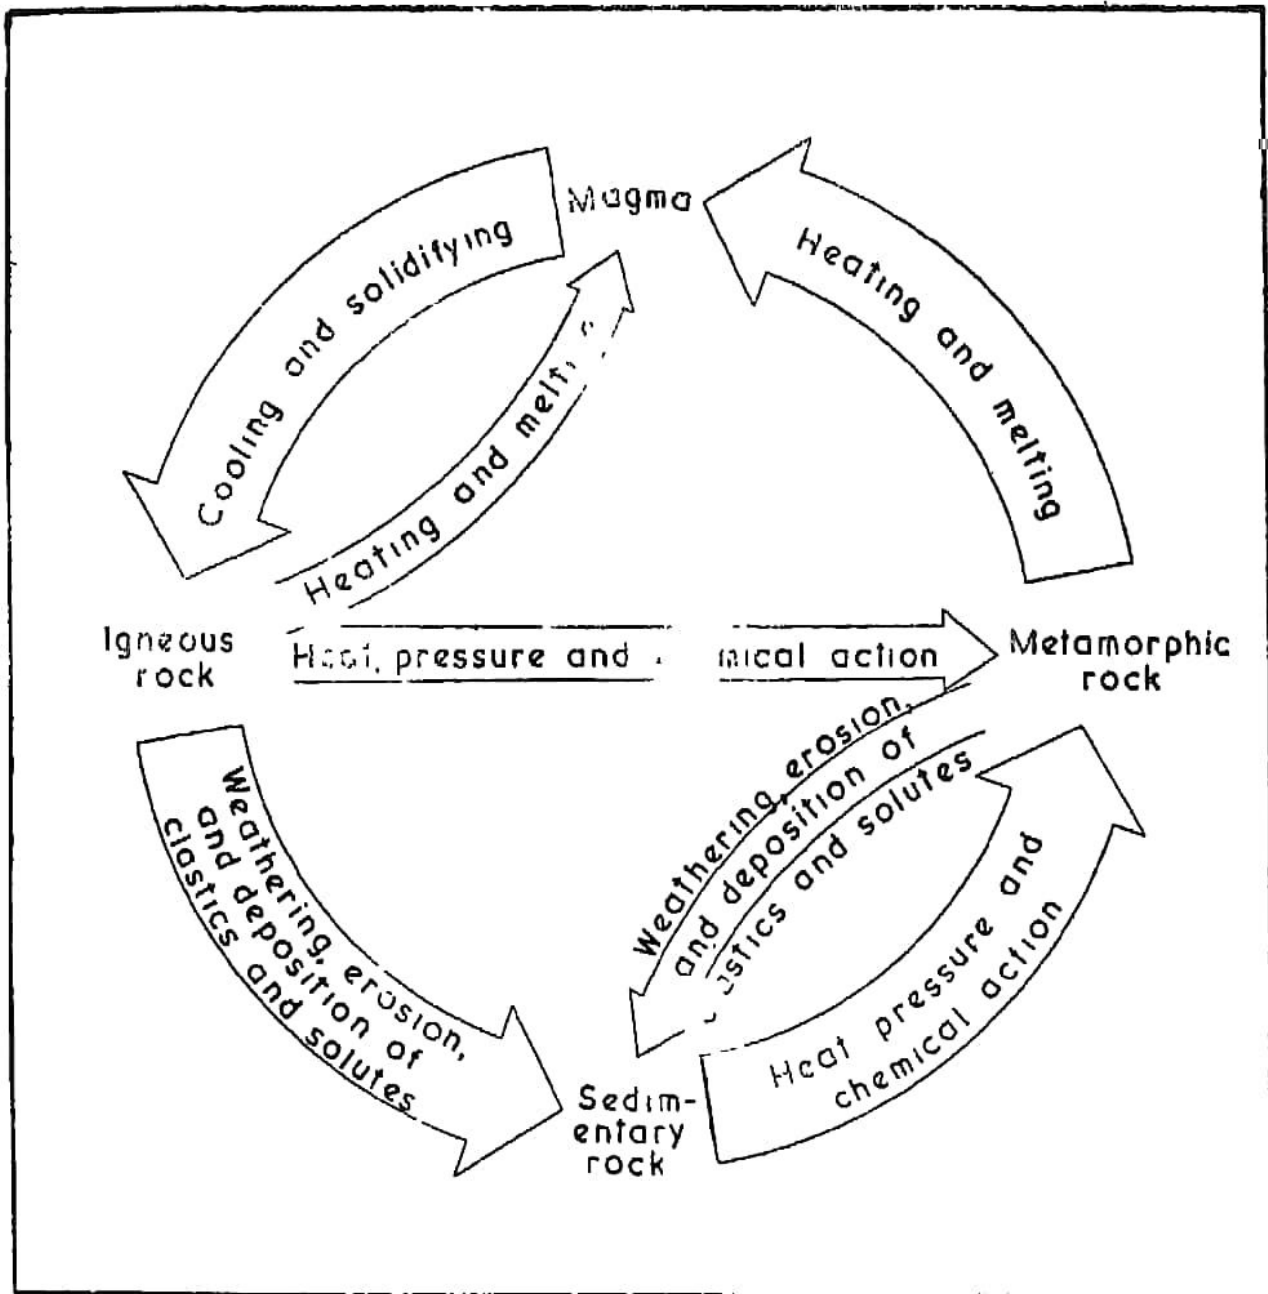 Magma
Cooling and solidifying
Heating and melting
Heating and
Igneous
rock
Heat, pressure and
action
Metamorphic
rock
Weathering, erosion,
and deposition of
clastics and solutes
Weathering, erosion,
and deposition of
and solutes
Heat pressure and
chemical action
Sedim-
entary
rock